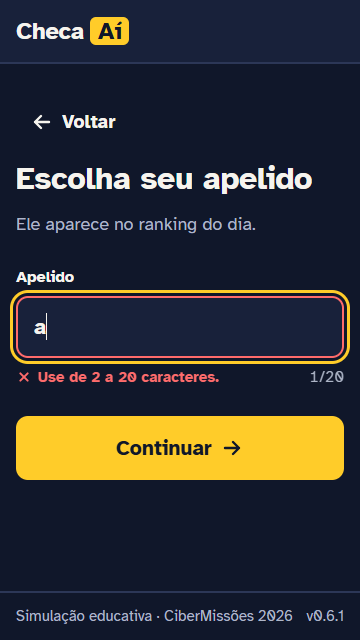 Checa Aí
← Voltar
Escolha seu apelido
Ele aparece no ranking do dia.
Apelido
a
× Use de 2 a 20 caracteres. 1/20
Continuar →
Simulação educativa · CiberMissões 2026 v0.6.1